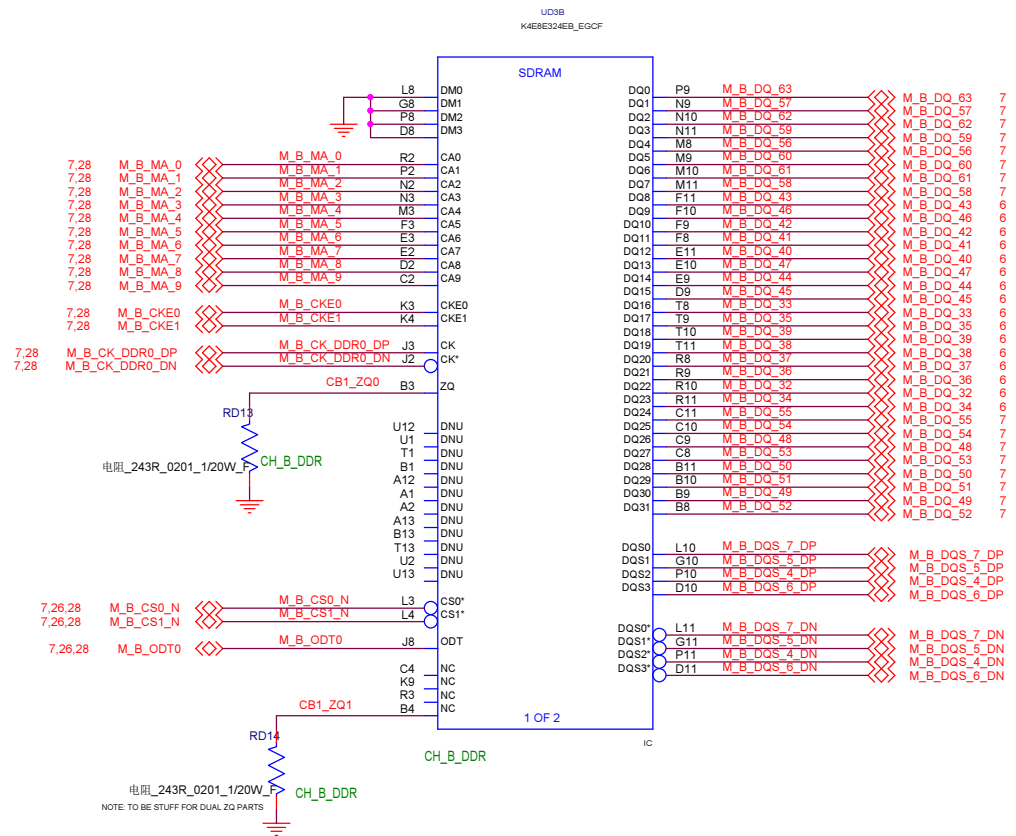 UD3B
K4E8E324EB_EGCF
SDRAM
L8 DM0
G8 DM1
P8 DM2
D8 DM3
7,28 M_B_MA_0 M_B_MA_0 R2 CA0
7,28 M_B_MA_1 M_B_MA_1 P2 CA1
7,28 M_B_MA_2 M_B_MA_2 N2 CA2
7,28 M_B_MA_3 M_B_MA_3 N3 CA3
7,28 M_B_MA_4 M_B_MA_4 M3 CA4
7,28 M_B_MA_5 M_B_MA_5 F3 CA5
7,28 M_B_MA_6 M_B_MA_6 E3 CA6
7,28 M_B_MA_7 M_B_MA_7 E2 CA7
7,28 M_B_MA_8 M_B_MA_8 D2 CA8
7,28 M_B_MA_9 M_B_MA_9 C2 CA9
7,28 M_B_CKE0 M_B_CKE0 K3 CKE0
7,28 M_B_CKE1 M_B_CKE1 K4 CKE1
7,28 M_B_CK_DDR0_DP M_B_CK_DDR0_DP J3 CK
7,28 M_B_CK_DDR0_DN M_B_CK_DDR0_DN J2 CK*
CB1_ZQ0 B3 ZQ
RD13
电阻_243R_0201_1/20W_F
CH_B_DDR
U12 DNU
U1 DNU
T1 DNU
B1 DNU
A12 DNU
A1 DNU
A2 DNU
A13 DNU
B13 DNU
T13 DNU
U2 DNU
U13 DNU
7,26,28 M_B_CS0_N M_B_CS0_N L3 CS0*
7,26,28 M_B_CS1_N M_B_CS1_N L4 CS1*
7,26,28 M_B_ODT0 M_B_ODT0 J8 ODT
C4 NC
K9 NC
R3 NC
CB1_ZQ1 B4 NC
RD14
电阻_243R_0201_1/20W_F
CH_B_DDR
NOTE: TO BE STUFF FOR DUAL ZQ PARTS
DQ0 P9 M_B_DQ_63 M_B_DQ_63 7
DQ1 N9 M_B_DQ_57 M_B_DQ_57 7
DQ2 N10 M_B_DQ_62 M_B_DQ_62 7
DQ3 N11 M_B_DQ_59 M_B_DQ_59 7
DQ4 M8 M_B_DQ_56 M_B_DQ_56 7
DQ5 M9 M_B_DQ_60 M_B_DQ_60 7
DQ6 M10 M_B_DQ_61 M_B_DQ_61 7
DQ7 M11 M_B_DQ_58 M_B_DQ_58 7
DQ8 F11 M_B_DQ_43 M_B_DQ_43 6
DQ9 F10 M_B_DQ_46 M_B_DQ_46 6
DQ10 F9 M_B_DQ_42 M_B_DQ_42 6
DQ11 F8 M_B_DQ_41 M_B_DQ_41 6
DQ12 E11 M_B_DQ_40 M_B_DQ_40 6
DQ13 E10 M_B_DQ_47 M_B_DQ_47 6
DQ14 E9 M_B_DQ_44 M_B_DQ_44 6
DQ15 D9 M_B_DQ_45 M_B_DQ_45 6
DQ16 T8 M_B_DQ_33 M_B_DQ_33 6
DQ17 T9 M_B_DQ_35 M_B_DQ_35 6
DQ18 T10 M_B_DQ_39 M_B_DQ_39 6
DQ19 T11 M_B_DQ_38 M_B_DQ_38 6
DQ20 R8 M_B_DQ_37 M_B_DQ_37 6
DQ21 R9 M_B_DQ_36 M_B_DQ_36 6
DQ22 R10 M_B_DQ_32 M_B_DQ_32 6
DQ23 R11 M_B_DQ_34 M_B_DQ_34 6
DQ24 C11 M_B_DQ_55 M_B_DQ_55 7
DQ25 C10 M_B_DQ_54 M_B_DQ_54 7
DQ26 C9 M_B_DQ_48 M_B_DQ_48 7
DQ27 C8 M_B_DQ_53 M_B_DQ_53 7
DQ28 B11 M_B_DQ_50 M_B_DQ_50 7
DQ29 B10 M_B_DQ_51 M_B_DQ_51 7
DQ30 B9 M_B_DQ_49 M_B_DQ_49 7
DQ31 B8 M_B_DQ_52 M_B_DQ_52 7
DQS0 L10 M_B_DQS_7_DP M_B_DQS_7_DP
DQS1 G10 M_B_DQS_5_DP M_B_DQS_5_DP
DQS2 P10 M_B_DQS_4_DP M_B_DQS_4_DP
DQS3 D10 M_B_DQS_6_DP M_B_DQS_6_DP
DQS0* L11 M_B_DQS_7_DN M_B_DQS_7_DN
DQS1* G11 M_B_DQS_5_DN M_B_DQS_5_DN
DQS2* P11 M_B_DQS_4_DN M_B_DQS_4_DN
DQS3* D11 M_B_DQS_6_DN M_B_DQS_6_DN
1 OF 2
IC
CH_B_DDR